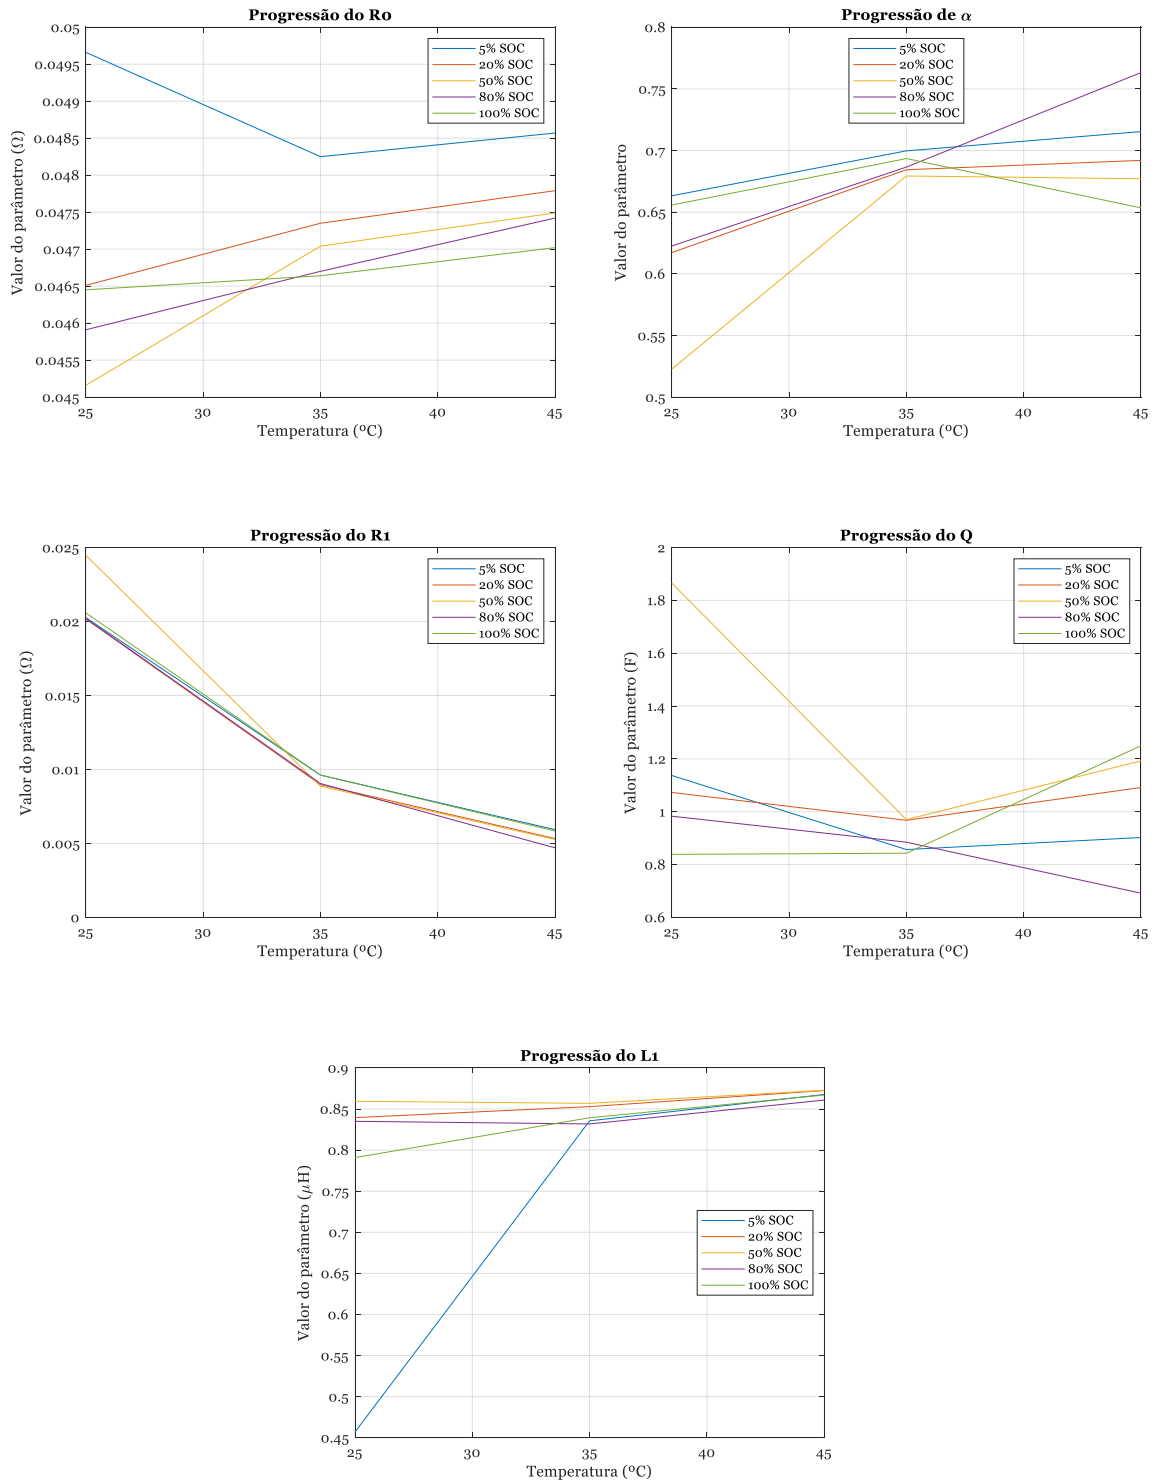 Progressão do R0
0.05
0.0495
0.049
0.0485
0.048
0.0475
0.047
0.0465
0.046
0.0455
0.045
Valor do parâmetro (Ω)
5% SOC
20% SOC
50% SOC
80% SOC
100% SOC
25 30 35 40 45
Temperatura (ºC)
Progressão de α
0.8
0.75
0.7
0.65
0.6
0.55
0.5
Valor do parâmetro
5% SOC
20% SOC
50% SOC
80% SOC
100% SOC
25 30 35 40 45
Temperatura (ºC)
Progressão do R1
0.025
0.02
0.015
0.01
0.005
0
Valor do parâmetro (Ω)
5% SOC
20% SOC
50% SOC
80% SOC
100% SOC
25 30 35 40 45
Temperatura (ºC)
Progressão do Q
2
1.8
1.6
1.4
1.2
1
0.8
0.6
Valor do parâmetro (F)
5% SOC
20% SOC
50% SOC
80% SOC
100% SOC
25 30 35 40 45
Temperatura (ºC)
Progressão do L1
0.9
0.85
0.8
0.75
0.7
0.65
0.6
0.55
0.5
0.45
Valor do parâmetro (μH)
5% SOC
20% SOC
50% SOC
80% SOC
100% SOC
25 30 35 40 45
Temperatura (ºC)